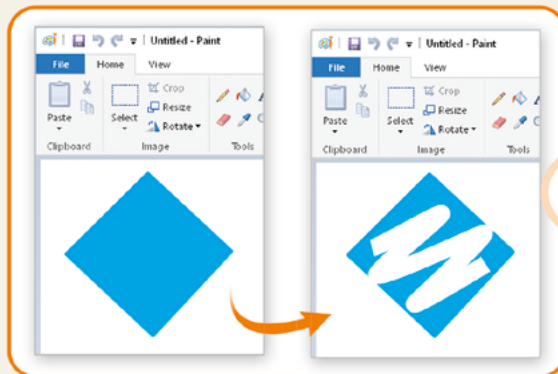 Untitled - Paint
File Home View
Paste
Select
Crop
Resize
Rotate
Clipboard Image Tools
Untitled - Paint
File Home View
Paste
Select
Crop
Resize
Rotate
Clipboard Image Tools